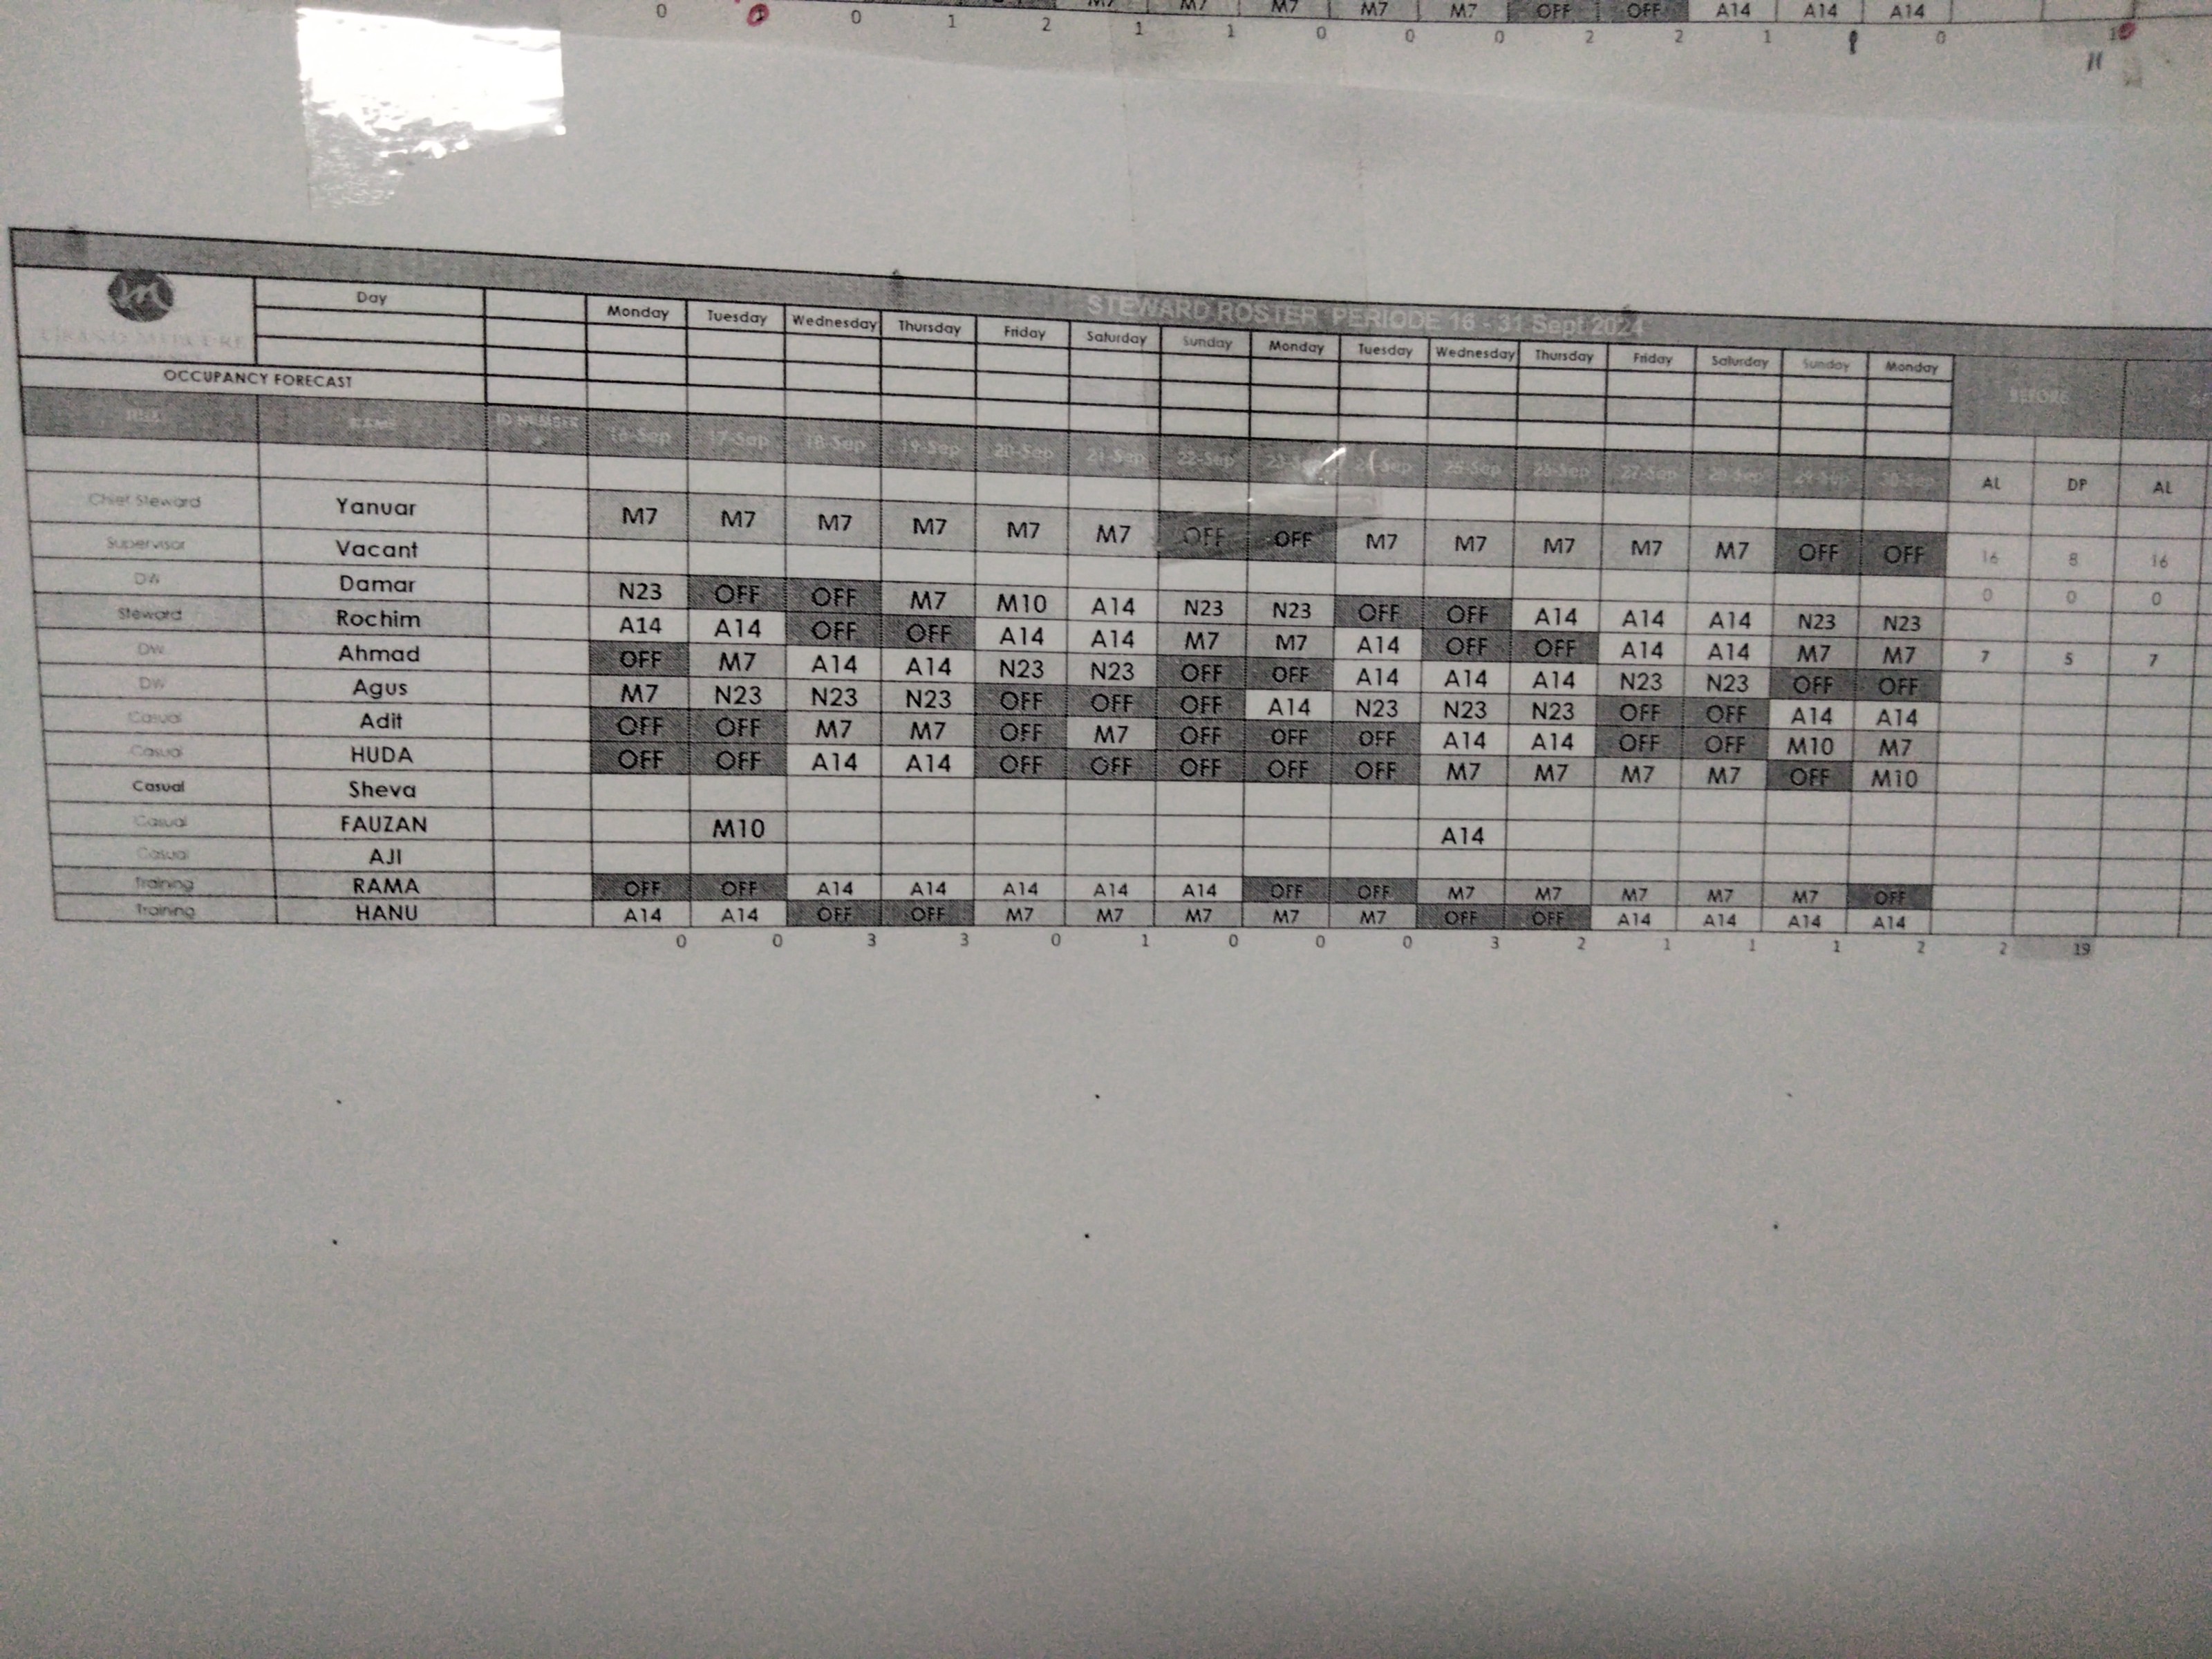 M7 M7 M7 M7 M7 OFF OFF A14 A14 A14
0 0 1 2 1 1 0 0 0 2 2 1 0
11
STEWARD ROSTER PERIODE 16 - 31 Sept 2024
Day Monday Tuesday Wednesday Thursday Friday Saturday Sunday Monday Tuesday Wednesday Thursday Friday Saturday Sunday Monday
GRAND MERCURE
OCCUPANCY FORECAST BEFORE
NAME ID NUMBER 16-Sep 17-Sep 18-Sep 19-Sep 20-Sep 21-Sep 22-Sep 23-Sep 24-Sep 25-Sep 26-Sep 27-Sep 28-Sep 29-Sep 30-Sep
AL DP AL
Chief Steward Yanuar M7 M7 M7 M7 M7 M7 OFF OFF M7 M7 M7 M7 M7 OFF OFF 16 8 16
Supervisor Vacant 0 0 0
DW Damar N23 OFF OFF M7 M10 A14 N23 N23 OFF OFF A14 A14 A14 N23 N23
Steward Rochim A14 A14 OFF OFF A14 A14 M7 M7 A14 OFF OFF A14 A14 M7 M7 7 5 7
DW Ahmad OFF M7 A14 A14 N23 N23 OFF OFF A14 A14 A14 N23 N23 OFF OFF
DW Agus M7 N23 N23 N23 OFF OFF OFF A14 N23 N23 N23 OFF OFF A14 A14
Casual Adit OFF OFF M7 M7 OFF M7 OFF OFF OFF A14 A14 OFF OFF M10 M7
Casual HUDA OFF OFF A14 A14 OFF OFF OFF OFF OFF M7 M7 M7 M7 OFF M10
Casual Sheva
Casual FAUZAN M10 A14
Casual AJI
Training RAMA OFF OFF A14 A14 A14 A14 A14 OFF OFF M7 M7 M7 M7 M7 OFF
Training HANU A14 A14 OFF OFF M7 M7 M7 M7 M7 OFF OFF A14 A14 A14 A14
0 0 3 3 0 1 0 0 0 3 2 1 1 1 2 2 19